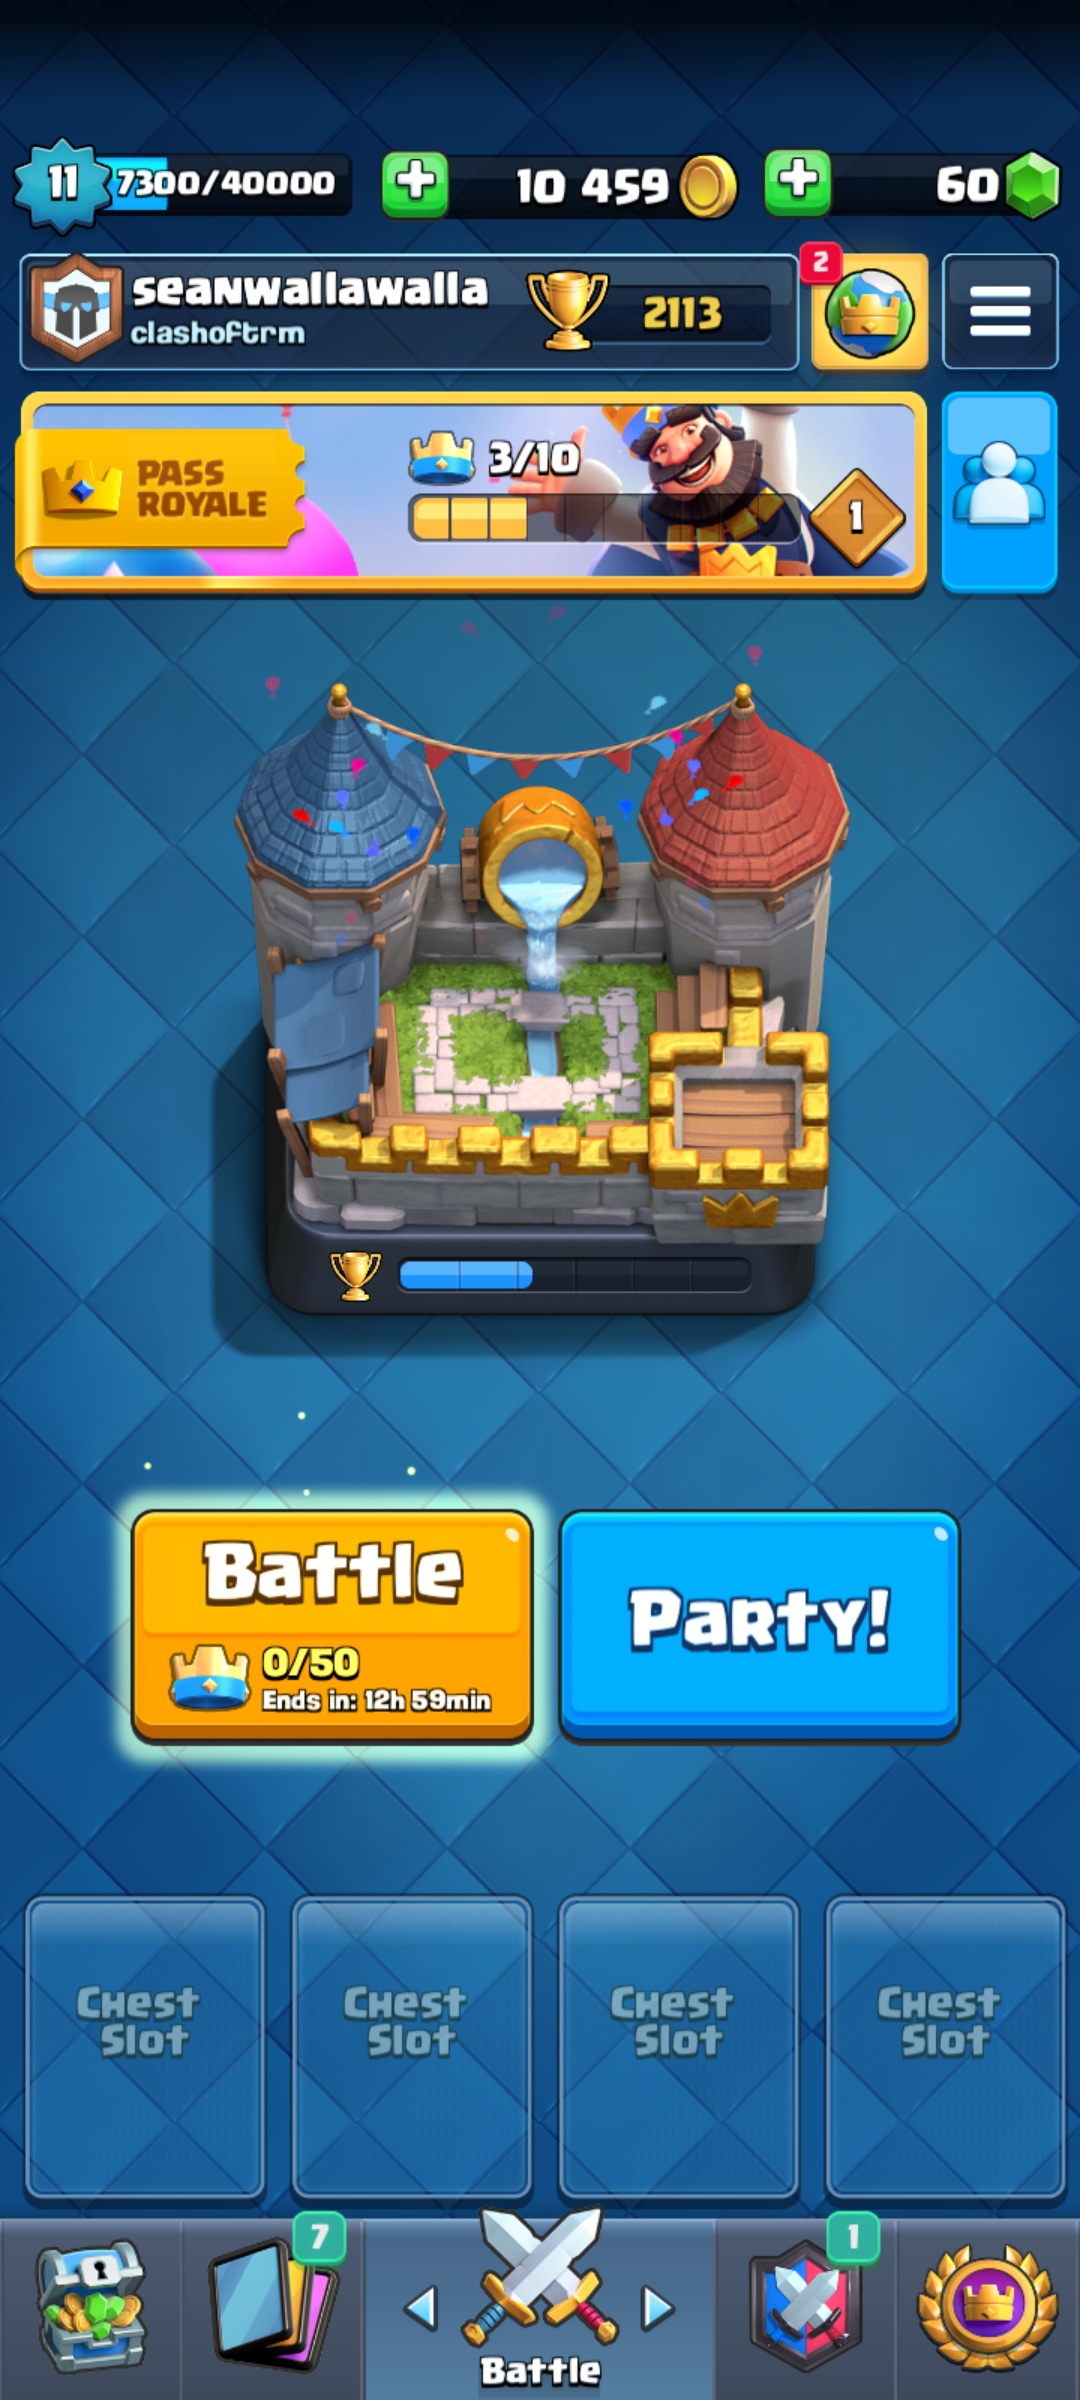 11 7300/40000 10 459 60
seanwallawalla 2113 2
clashoftrm
PASS ROYALE 3/10 1
Battle
0/50
Ends in: 12h 59min
Party!
Chest Slot
Chest Slot
Chest Slot
Chest Slot
7 1
Battle